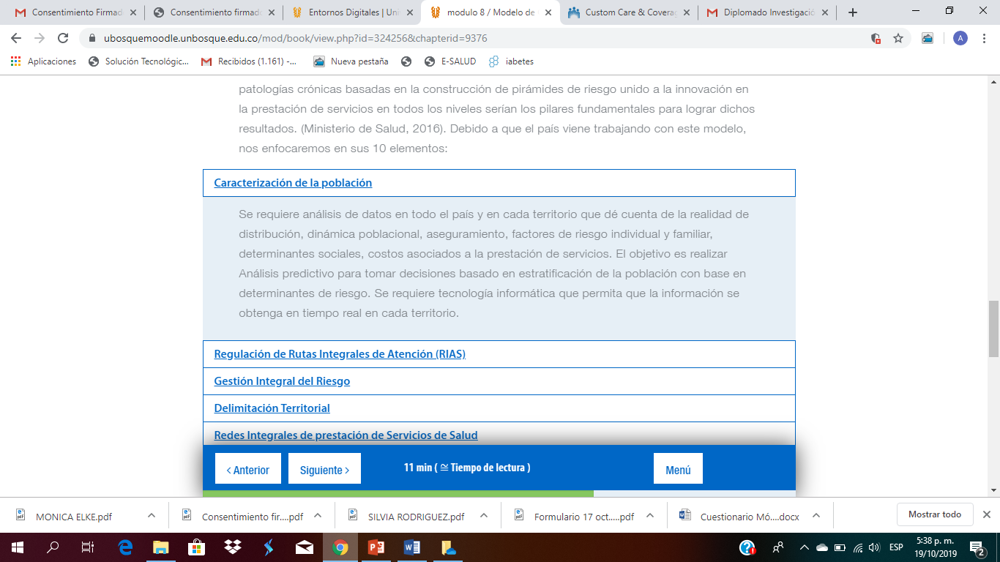 Consentimiento Firmad
Consentimiento firmad
Entornos Digitales | Uni
modulo 8 / Modelo de
Custom Care & Coverag
Diplomado Investigació
ubosquemoodle.unbosque.edu.co/mod/book/view.php?id=324256&chapterid=9376
A
Aplicaciones
Solución Tecnológic...
Recibidos (1.161) -...
Nueva pestaña
E-SALUD
iabetes
patologías crónicas basadas en la construcción de pirámides de riesgo unido a la innovación en
la prestación de servicios en todos los niveles serían los pilares fundamentales para lograr dichos
resultados. (Ministerio de Salud, 2016). Debido a que el país viene trabajando con este modelo,
nos enfocaremos en sus 10 elementos:
Caracterización de la población
Se requiere análisis de datos en todo el país y en cada territorio que dé cuenta de la realidad de
distribución, dinámica poblacional, aseguramiento, factores de riesgo individual y familiar,
determinantes sociales, costos asociados a la prestación de servicios. El objetivo es realizar
Análisis predictivo para tomar decisiones basado en estratificación de la población con base en
determinantes de riesgo. Se requiere tecnología informática que permita que la información se
obtenga en tiempo real en cada territorio.
Regulación de Rutas Integrales de Atención (RIAS)
Gestión Integral del Riesgo
Delimitación Territorial
Redes Integrales de prestación de Servicios de Salud
< Anterior
Siguiente >
11 min ( ≅ Tiempo de lectura )
Menú
MONICA ELKE.pdf
Consentimiento fir....pdf
SILVIA RODRIGUEZ.pdf
Formulario 17 oct.....pdf
Cuestionario Mó....docx
Mostrar todo
ESP
5:38 p. m.
19/10/2019
2